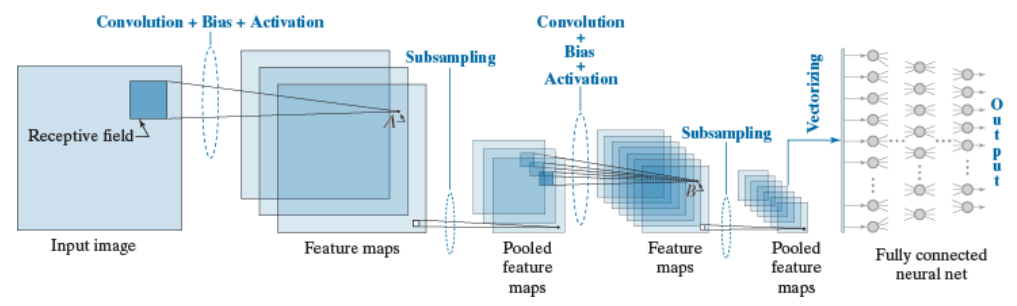 Convolution + Bias + Activation
Subsampling
Convolution
+
Bias
+
Activation
Subsampling
Vectorizing
Output
Receptive field
A
B
Input image
Feature maps
Pooled
feature
maps
Feature
maps
Pooled
feature
maps
Fully connected
neural net